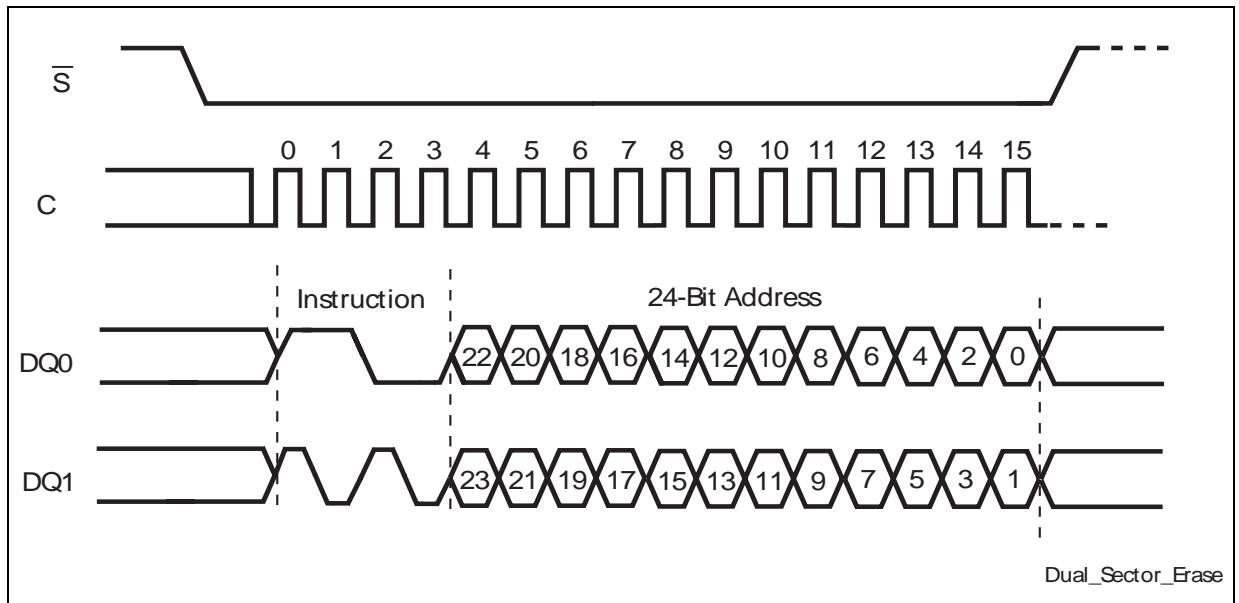 S
0 1 2 3 4 5 6 7 8 9 10 11 12 13 14 15
C
Instruction 24-Bit Address
DQ0 22 20 18 16 14 12 10 8 6 4 2 0
DQ1 23 21 19 17 15 13 11 9 7 5 3 1
Dual_Sector_Erase